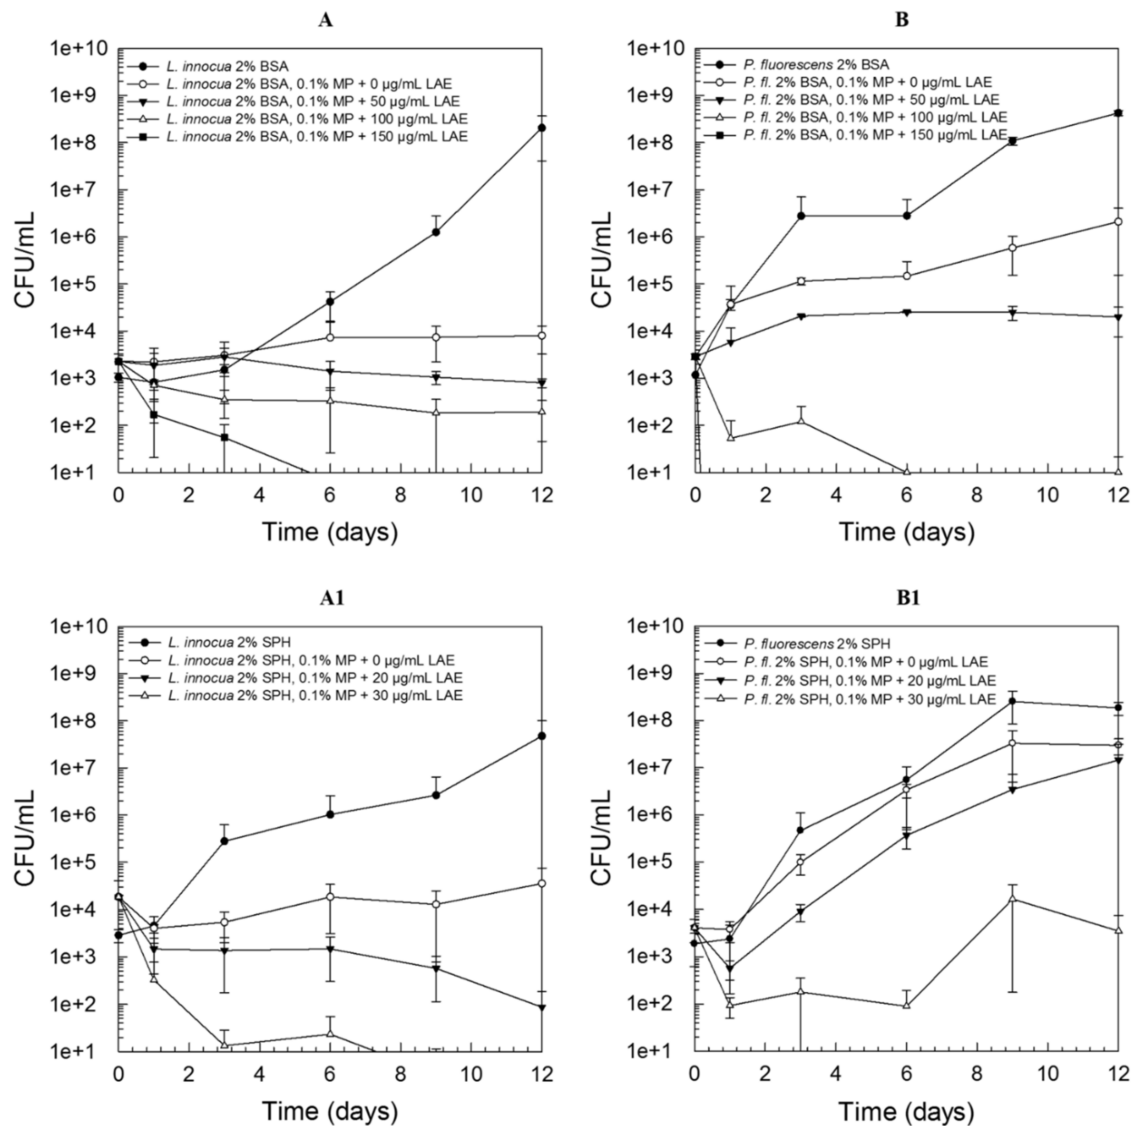 A
1e+10
1e+9
1e+8
1e+7
1e+6
1e+5
1e+4
1e+3
1e+2
1e+1
CFU/mL
L. innocua 2% BSA
L. innocua 2% BSA, 0.1% MP + 0 µg/mL LAE
L. innocua 2% BSA, 0.1% MP + 50 µg/mL LAE
L. innocua 2% BSA, 0.1% MP + 100 µg/mL LAE
L. innocua 2% BSA, 0.1% MP + 150 µg/mL LAE
0 2 4 6 8 10 12
Time (days)
B
1e+10
1e+9
1e+8
1e+7
1e+6
1e+5
1e+4
1e+3
1e+2
1e+1
CFU/mL
P. fluorescens 2% BSA
P. fl. 2% BSA, 0.1% MP + 0 µg/mL LAE
P. fl. 2% BSA, 0.1% MP + 50 µg/mL LAE
P. fl. 2% BSA, 0.1% MP + 100 µg/mL LAE
P. fl. 2% BSA, 0.1% MP + 150 µg/mL LAE
0 2 4 6 8 10 12
Time (days)
A1
1e+10
1e+9
1e+8
1e+7
1e+6
1e+5
1e+4
1e+3
1e+2
1e+1
CFU/mL
L. innocua 2% SPH
L. innocua 2% SPH, 0.1% MP + 0 µg/mL LAE
L. innocua 2% SPH, 0.1% MP + 20 µg/mL LAE
L. innocua 2% SPH, 0.1% MP + 30 µg/mL LAE
0 2 4 6 8 10 12
Time (days)
B1
1e+10
1e+9
1e+8
1e+7
1e+6
1e+5
1e+4
1e+3
1e+2
1e+1
CFU/mL
P. fluorescens 2% SPH
P. fl. 2% SPH, 0.1% MP + 0 µg/mL LAE
P. fl. 2% SPH, 0.1% MP + 20 µg/mL LAE
P. fl. 2% SPH, 0.1% MP + 30 µg/mL LAE
0 2 4 6 8 10 12
Time (days)